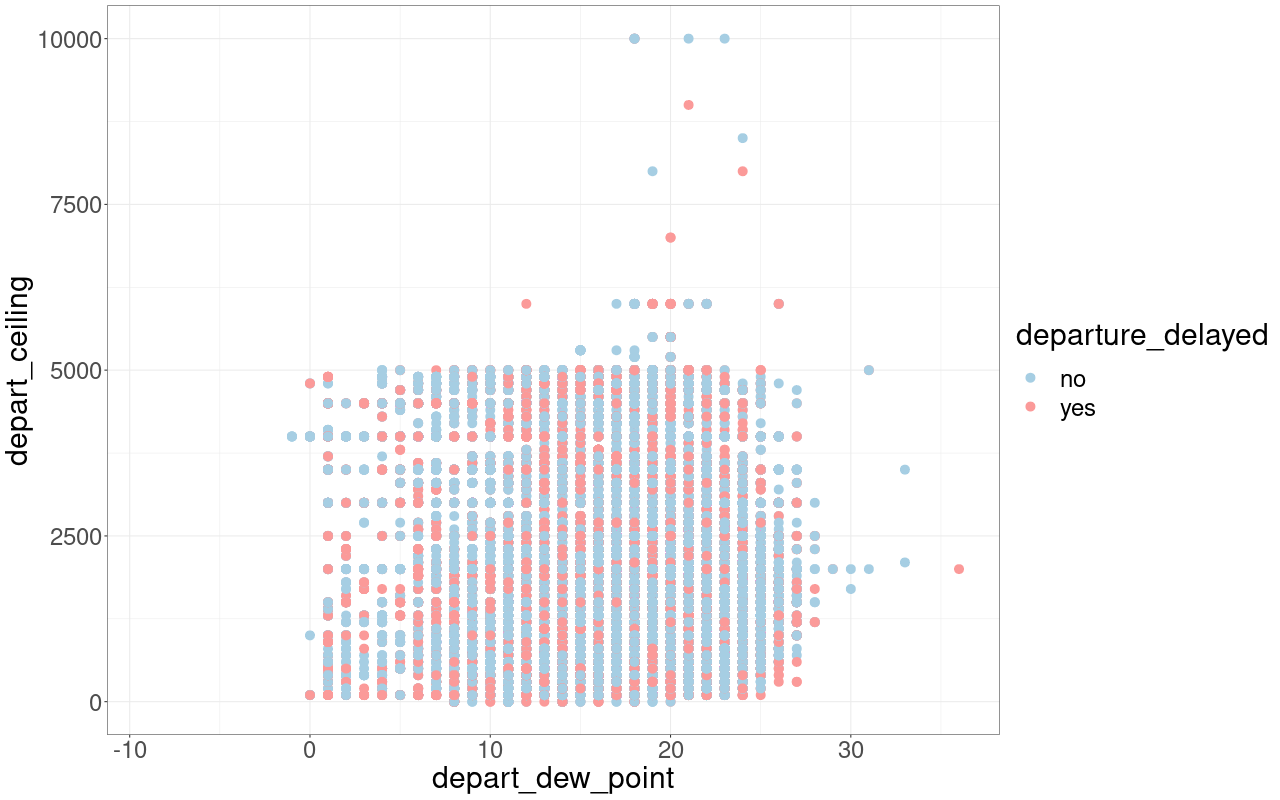 10000
7500
5000
2500
0
depart_ceiling
-10 0 10 20 30
depart_dew_point
departure_delayed
no
yes